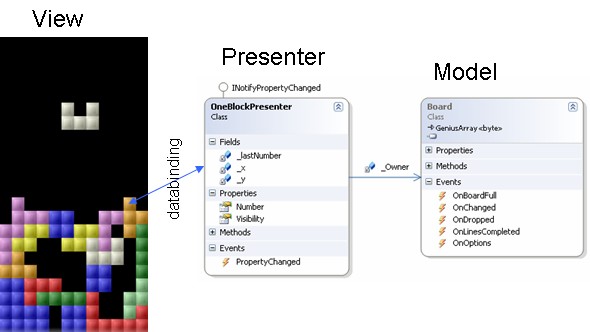 View
Presenter
Model
databinding
INotifyPropertyChanged
OneBlockPresenter
Class
Fields
_lastNumber
_x
_y
Properties
Number
Visibility
Methods
Events
PropertyChanged
_Owner
Board
Class
GeniusArray <byte>
Properties
Methods
Events
OnBoardFull
OnChanged
OnDropped
OnLinesCompleted
OnOptions